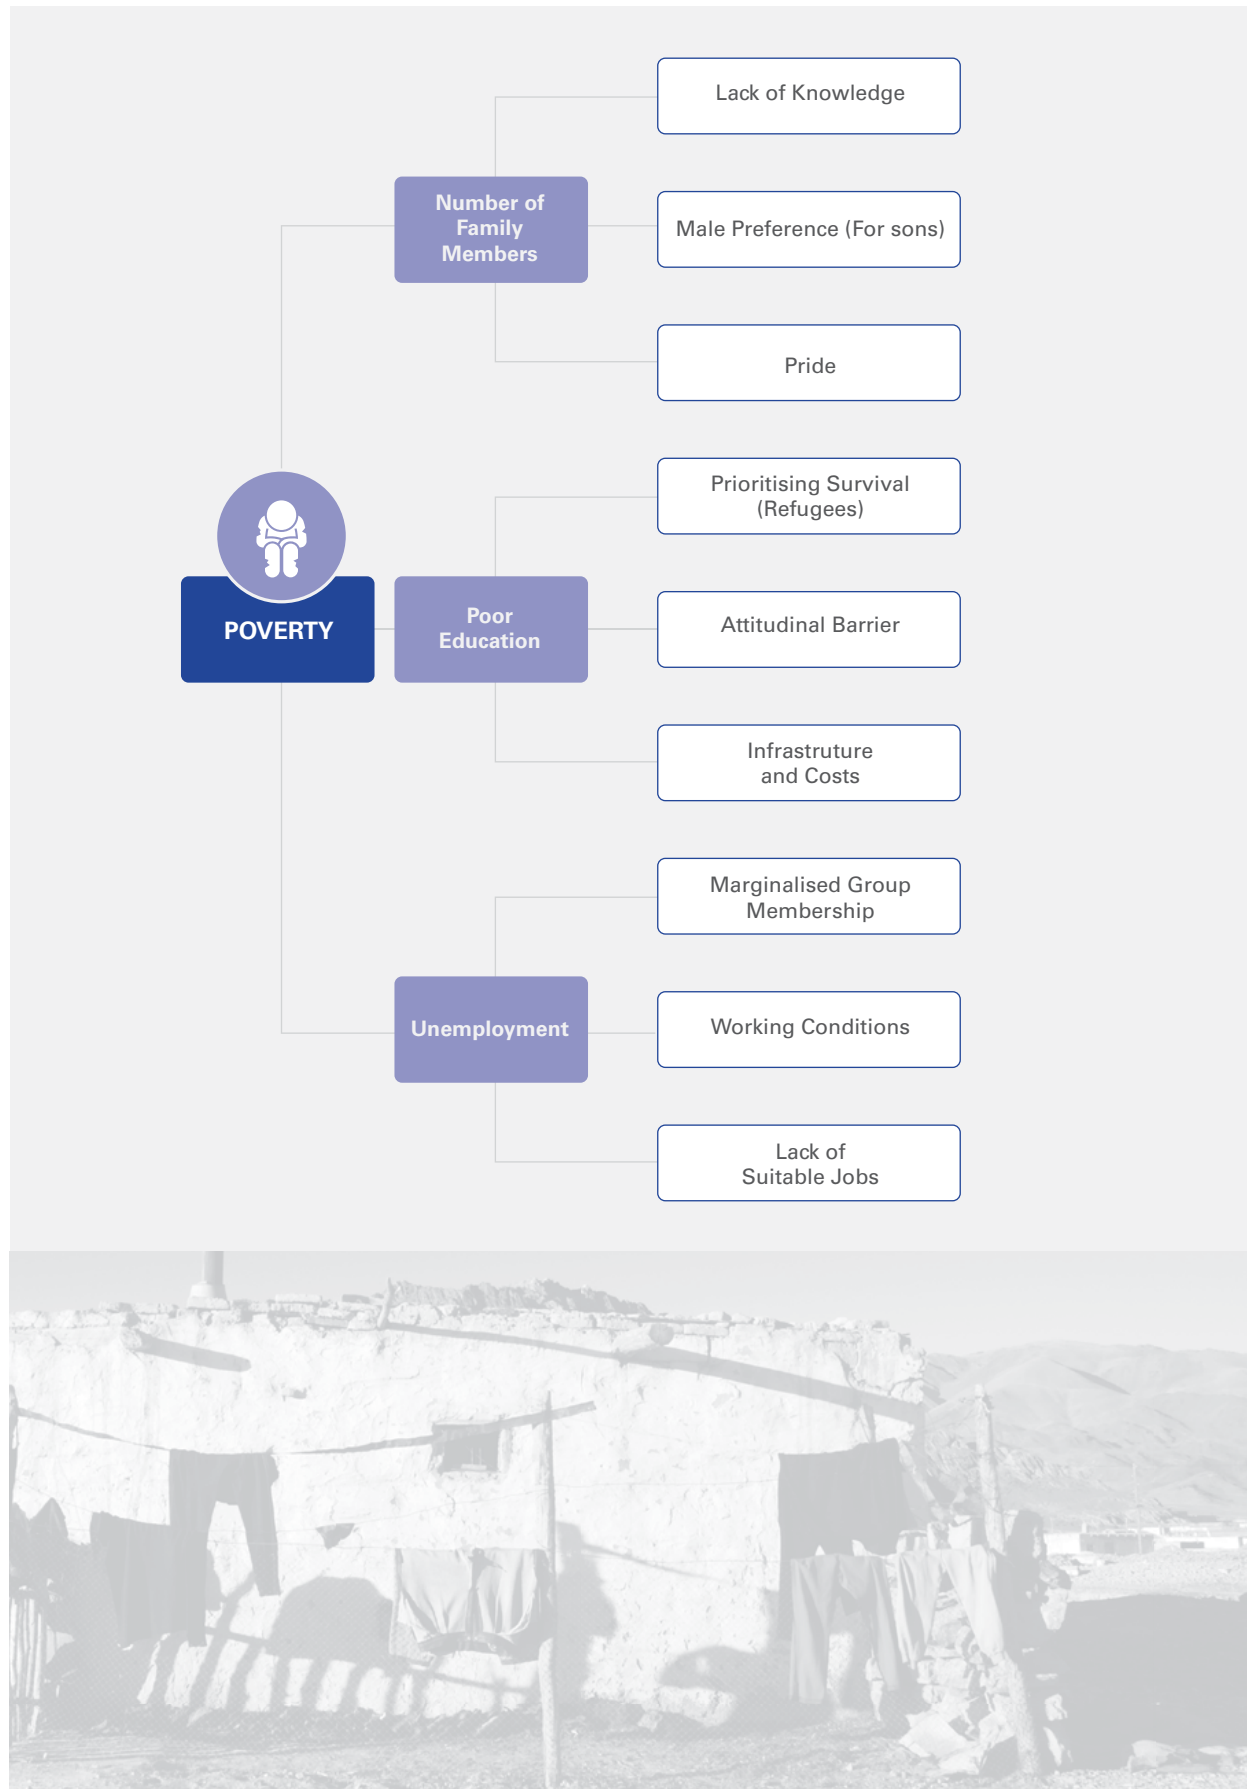 Lack of Knowledge
Number of
Family
Members
Male Preference (For sons)
Pride
POVERTY
Prioritising Survival
(Refugees)
Poor
Education
Attitudinal Barrier
Infrastruture
and Costs
Marginalised Group
Membership
Unemployment
Working Conditions
Lack of
Suitable Jobs